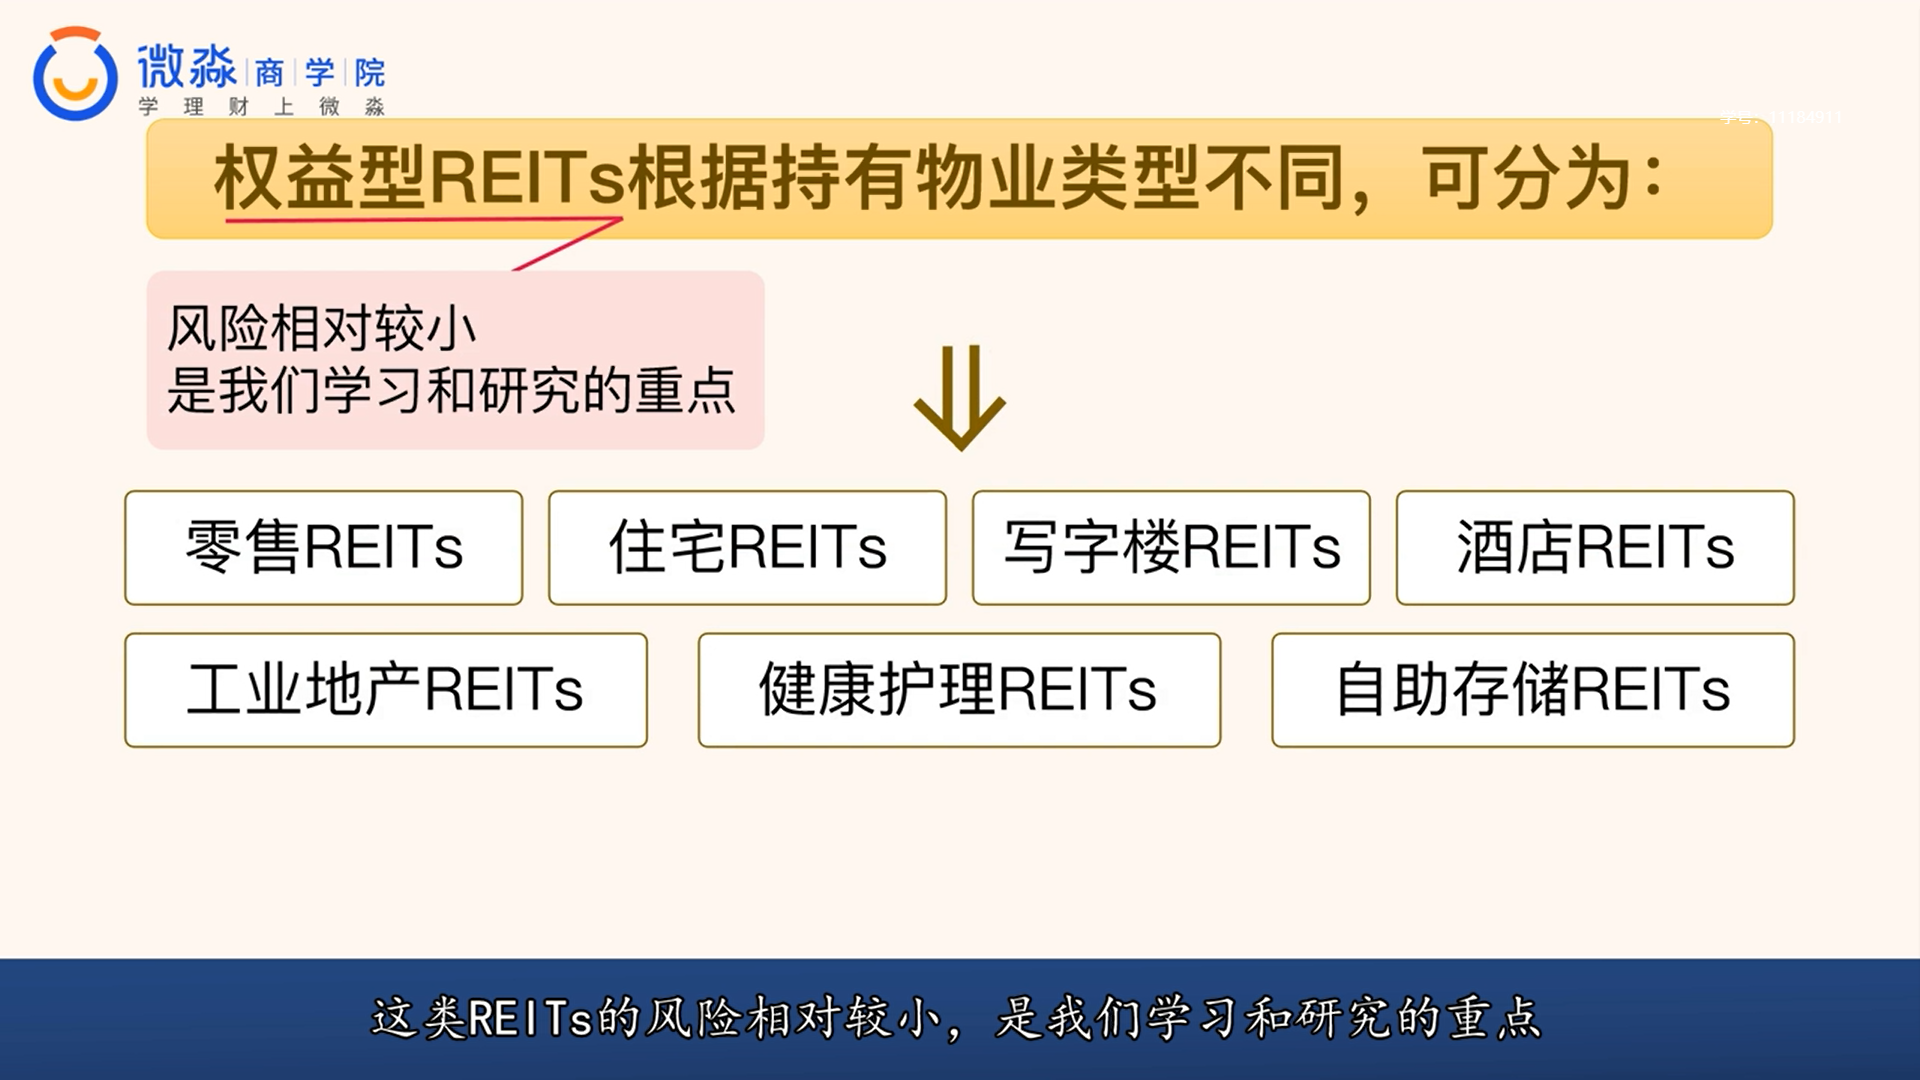 微淼 商 学 院
学理财上微淼
权益型REITs根据持有物业类型不同，可分为：
风险相对较小
是我们学习和研究的重点
零售REITs
住宅REITs
写字楼REITs
酒店REITs
工业地产REITs
健康护理REITs
自助存储REITs
这类REITs的风险相对较小，是我们学习和研究的重点